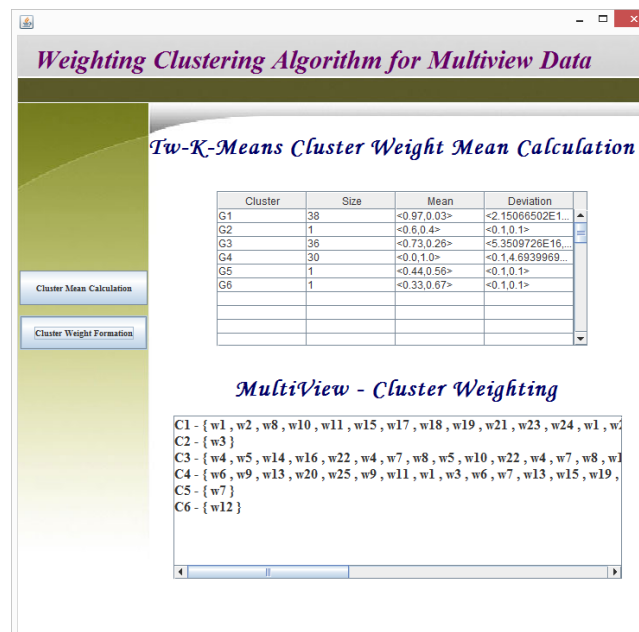 Weighting Clustering Algorithm for Multiview Data
Tw-K-Means Cluster Weight Mean Calculation
Cluster Size Mean Deviation
G1 38 <0.97,0.03> <2.15066502E1...
G2 1 <0.6,0.4> <0.1,0.1>
G3 36 <0.73,0.26> <5.3509726E16,...
G4 30 <0.0,1.0> <0.1,4.6939969...
G5 1 <0.44,0.56> <0.1,0.1>
G6 1 <0.33,0.67> <0.1,0.1>
Cluster Mean Calculation
Cluster Weight Formation
MultiView - Cluster Weighting
C1 - { w1 , w2 , w8 , w10 , w11 , w15 , w17 , w18 , w19 , w21 , w23 , w24 , w1 , w2
C2 - { w3 }
C3 - { w4 , w5 , w14 , w16 , w22 , w4 , w7 , w8 , w5 , w10 , w22 , w4 , w7 , w8 , w1
C4 - { w6 , w9 , w13 , w20 , w25 , w9 , w11 , w1 , w3 , w6 , w7 , w13 , w15 , w19 ,
C5 - { w7 }
C6 - { w12 }